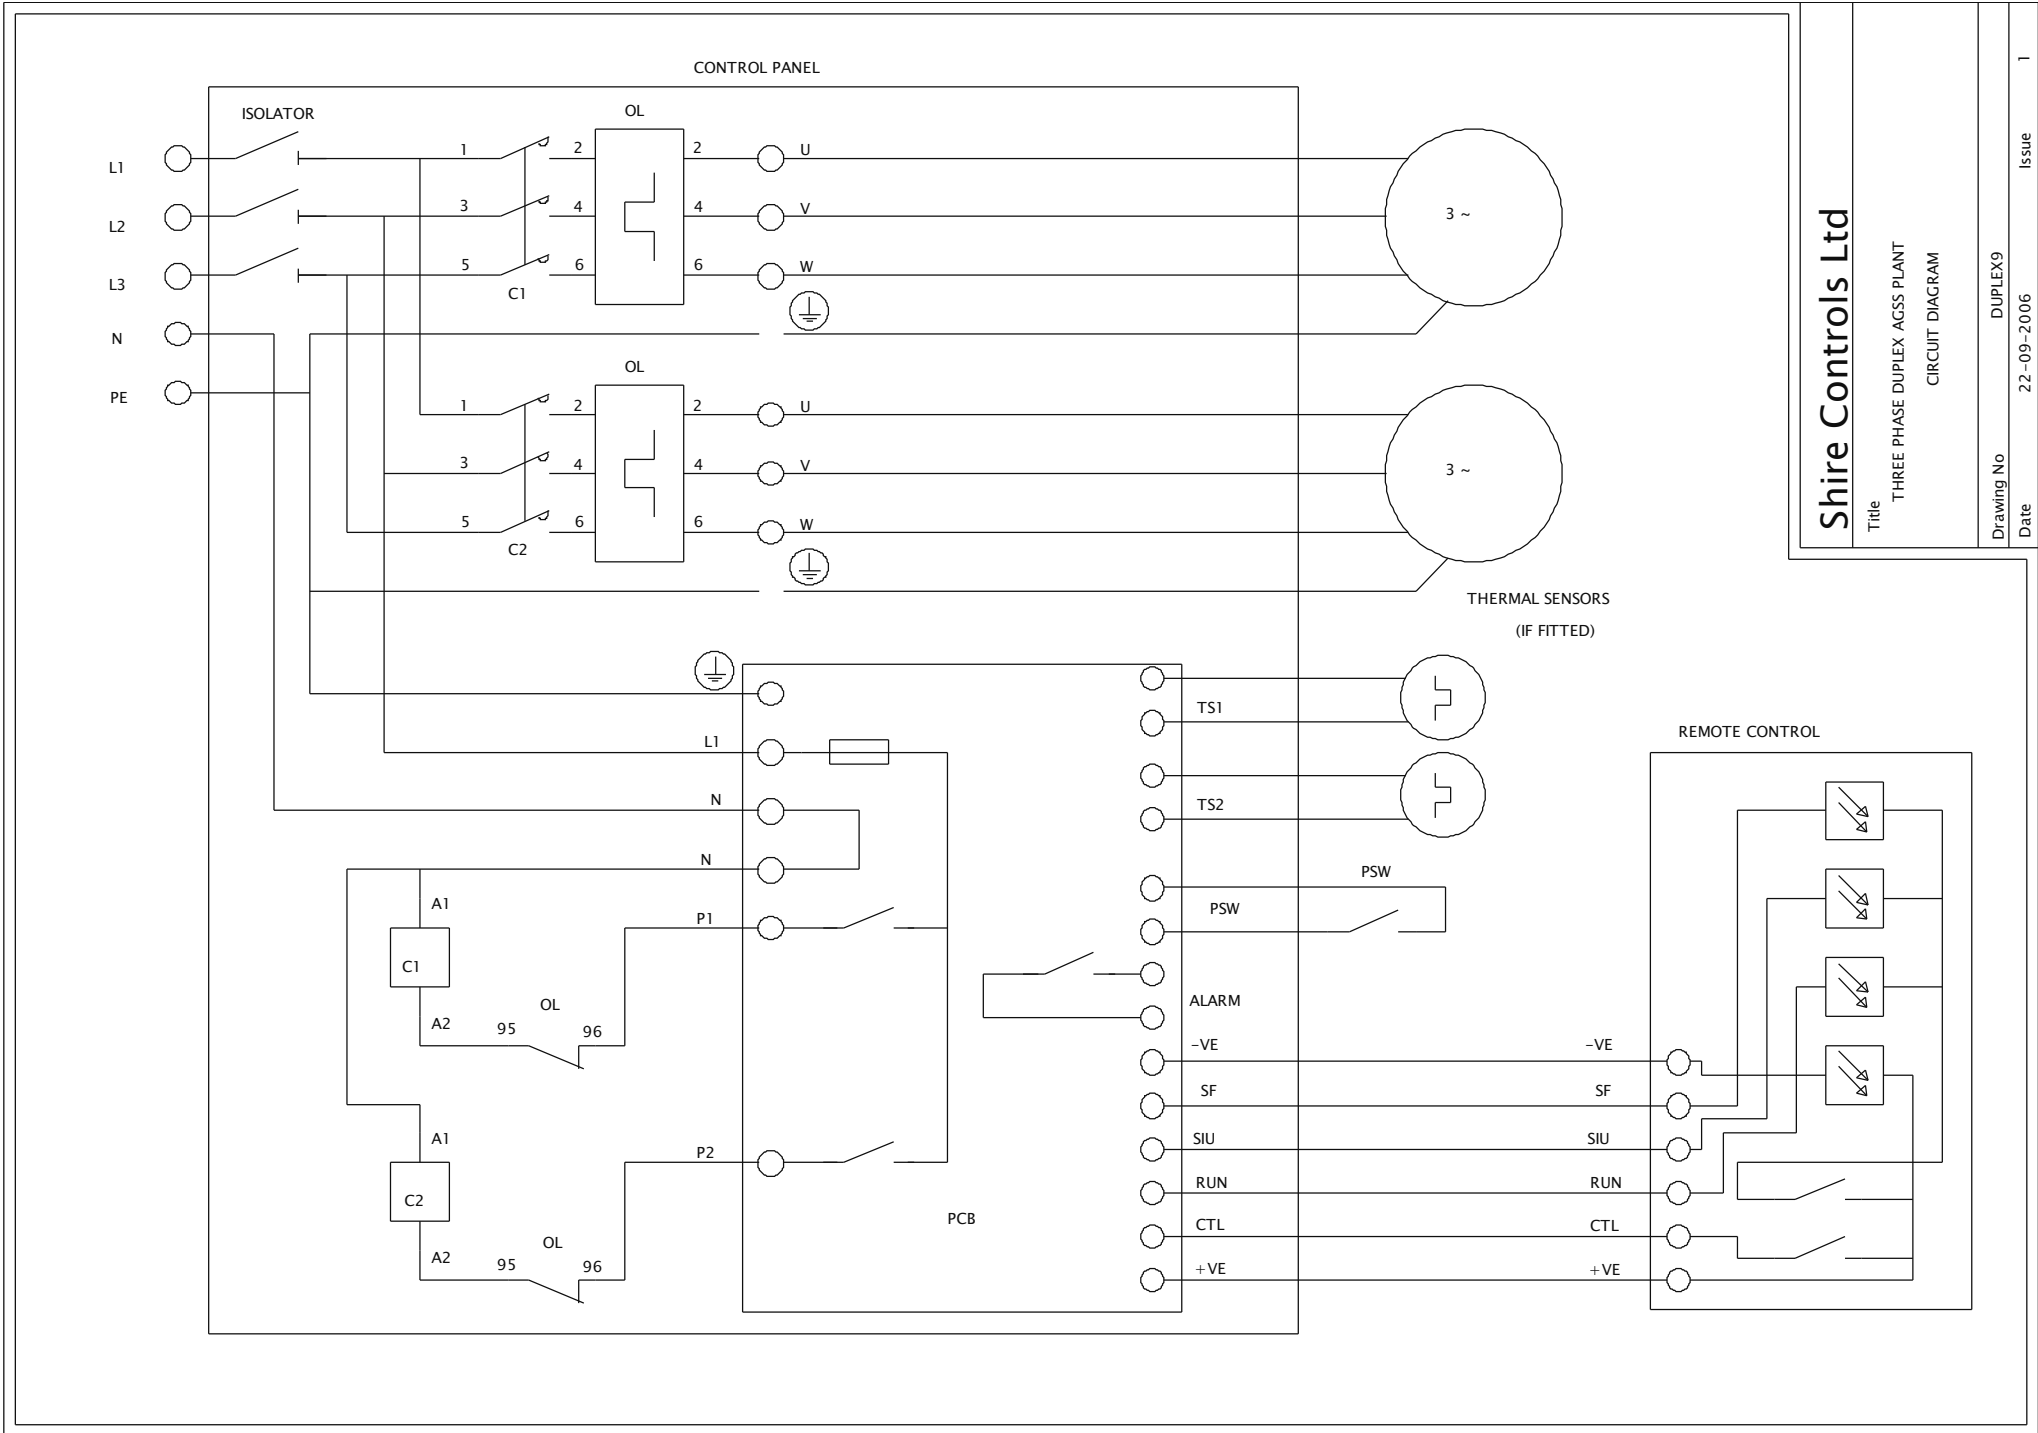 CONTROL PANEL
ISOLATOR
OL
L1
1
2
2
U
L2
3
4
4
V
3 ~
L3
5
6
6
W
C1
N
OL
PE
1
2
2
U
3
4
4
V
3 ~
5
6
6
W
C2
THERMAL SENSORS
(IF FITTED)
TS1
L1
REMOTE CONTROL
N
TS2
N
PSW
A1
P1
PSW
C1
OL
ALARM
A2
95
96
-VE
-VE
SF
SF
A1
P2
SIU
SIU
C2
RUN
RUN
PCB
CTL
CTL
OL
A2
95
96
+VE
+VE
Shire Controls Ltd
Title
THREE PHASE DUPLEX AGSS PLANT
CIRCUIT DIAGRAM
Drawing No DUPLEX9
Date 22-09-2006 Issue 1